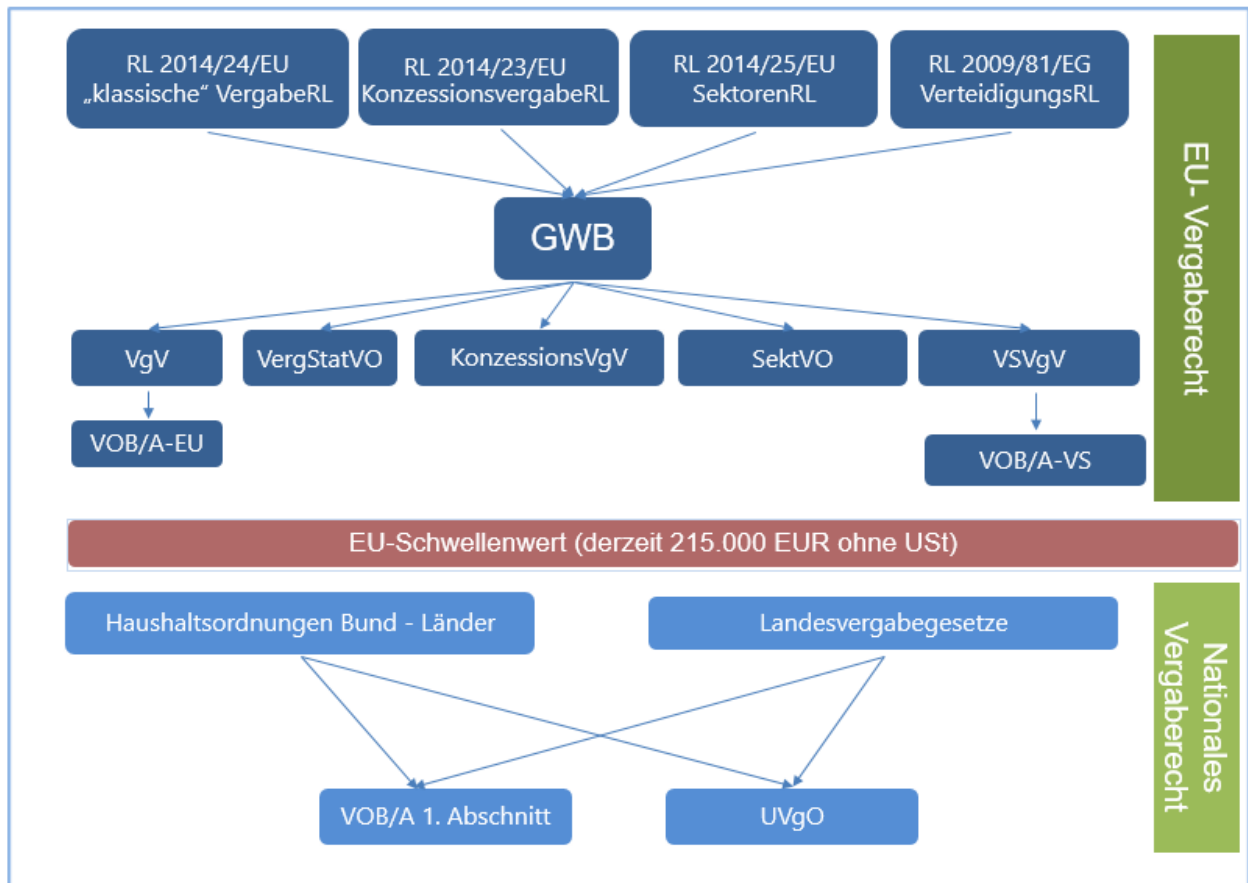 RL 2014/24/EU
„klassische“ VergabeRL
RL 2014/23/EU
KonzessionsvergabeRL
RL 2014/25/EU
SektorenRL
RL 2009/81/EG
VerteidigungsRL
EU- Vergaberecht
GWB
VgV
VergStatVO
KonzessionsVgV
SektVO
VSVgV
VOB/A-EU
VOB/A-VS
EU-Schwellenwert (derzeit 215.000 EUR ohne USt)
Haushaltsordnungen Bund - Länder
Landesvergabegesetze
Nationales
Vergaberecht
VOB/A 1. Abschnitt
UVgO